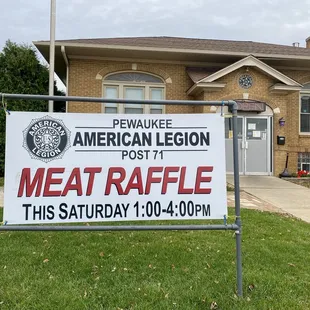 AMERICAN
LEGION
PEWAUKEE
AMERICAN LEGION
POST 71
MEAT RAFFLE
THIS SATURDAY 1:00-4:00PM